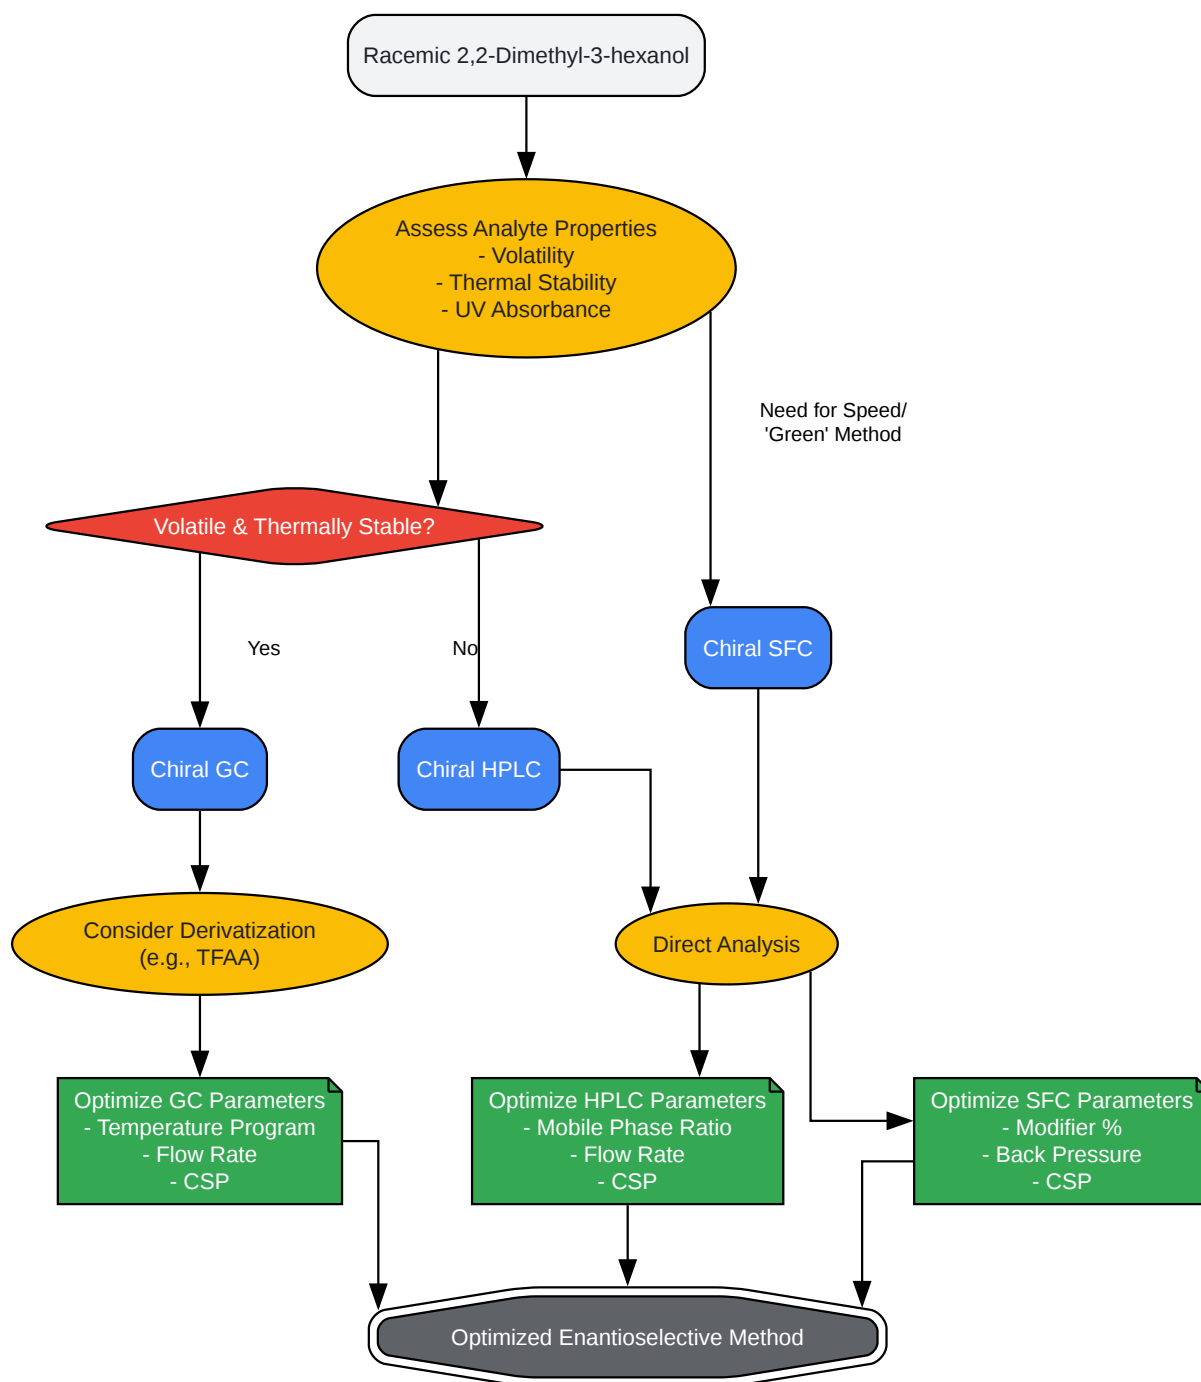 Racemic 2,2-Dimethyl-3-hexanol
Assess Analyte Properties
- Volatility
- Thermal Stability
- UV Absorbance
Need for Speed/
'Green' Method
Volatile & Thermally Stable?
Yes
No
Chiral SFC
Chiral GC
Chiral HPLC
Consider Derivatization
(e.g., TFAA)
Direct Analysis
Optimize GC Parameters
- Temperature Program
- Flow Rate
- CSP
Optimize HPLC Parameters
- Mobile Phase Ratio
- Flow Rate
- CSP
Optimize SFC Parameters
- Modifier %
- Back Pressure
- CSP
Optimized Enantioselective Method